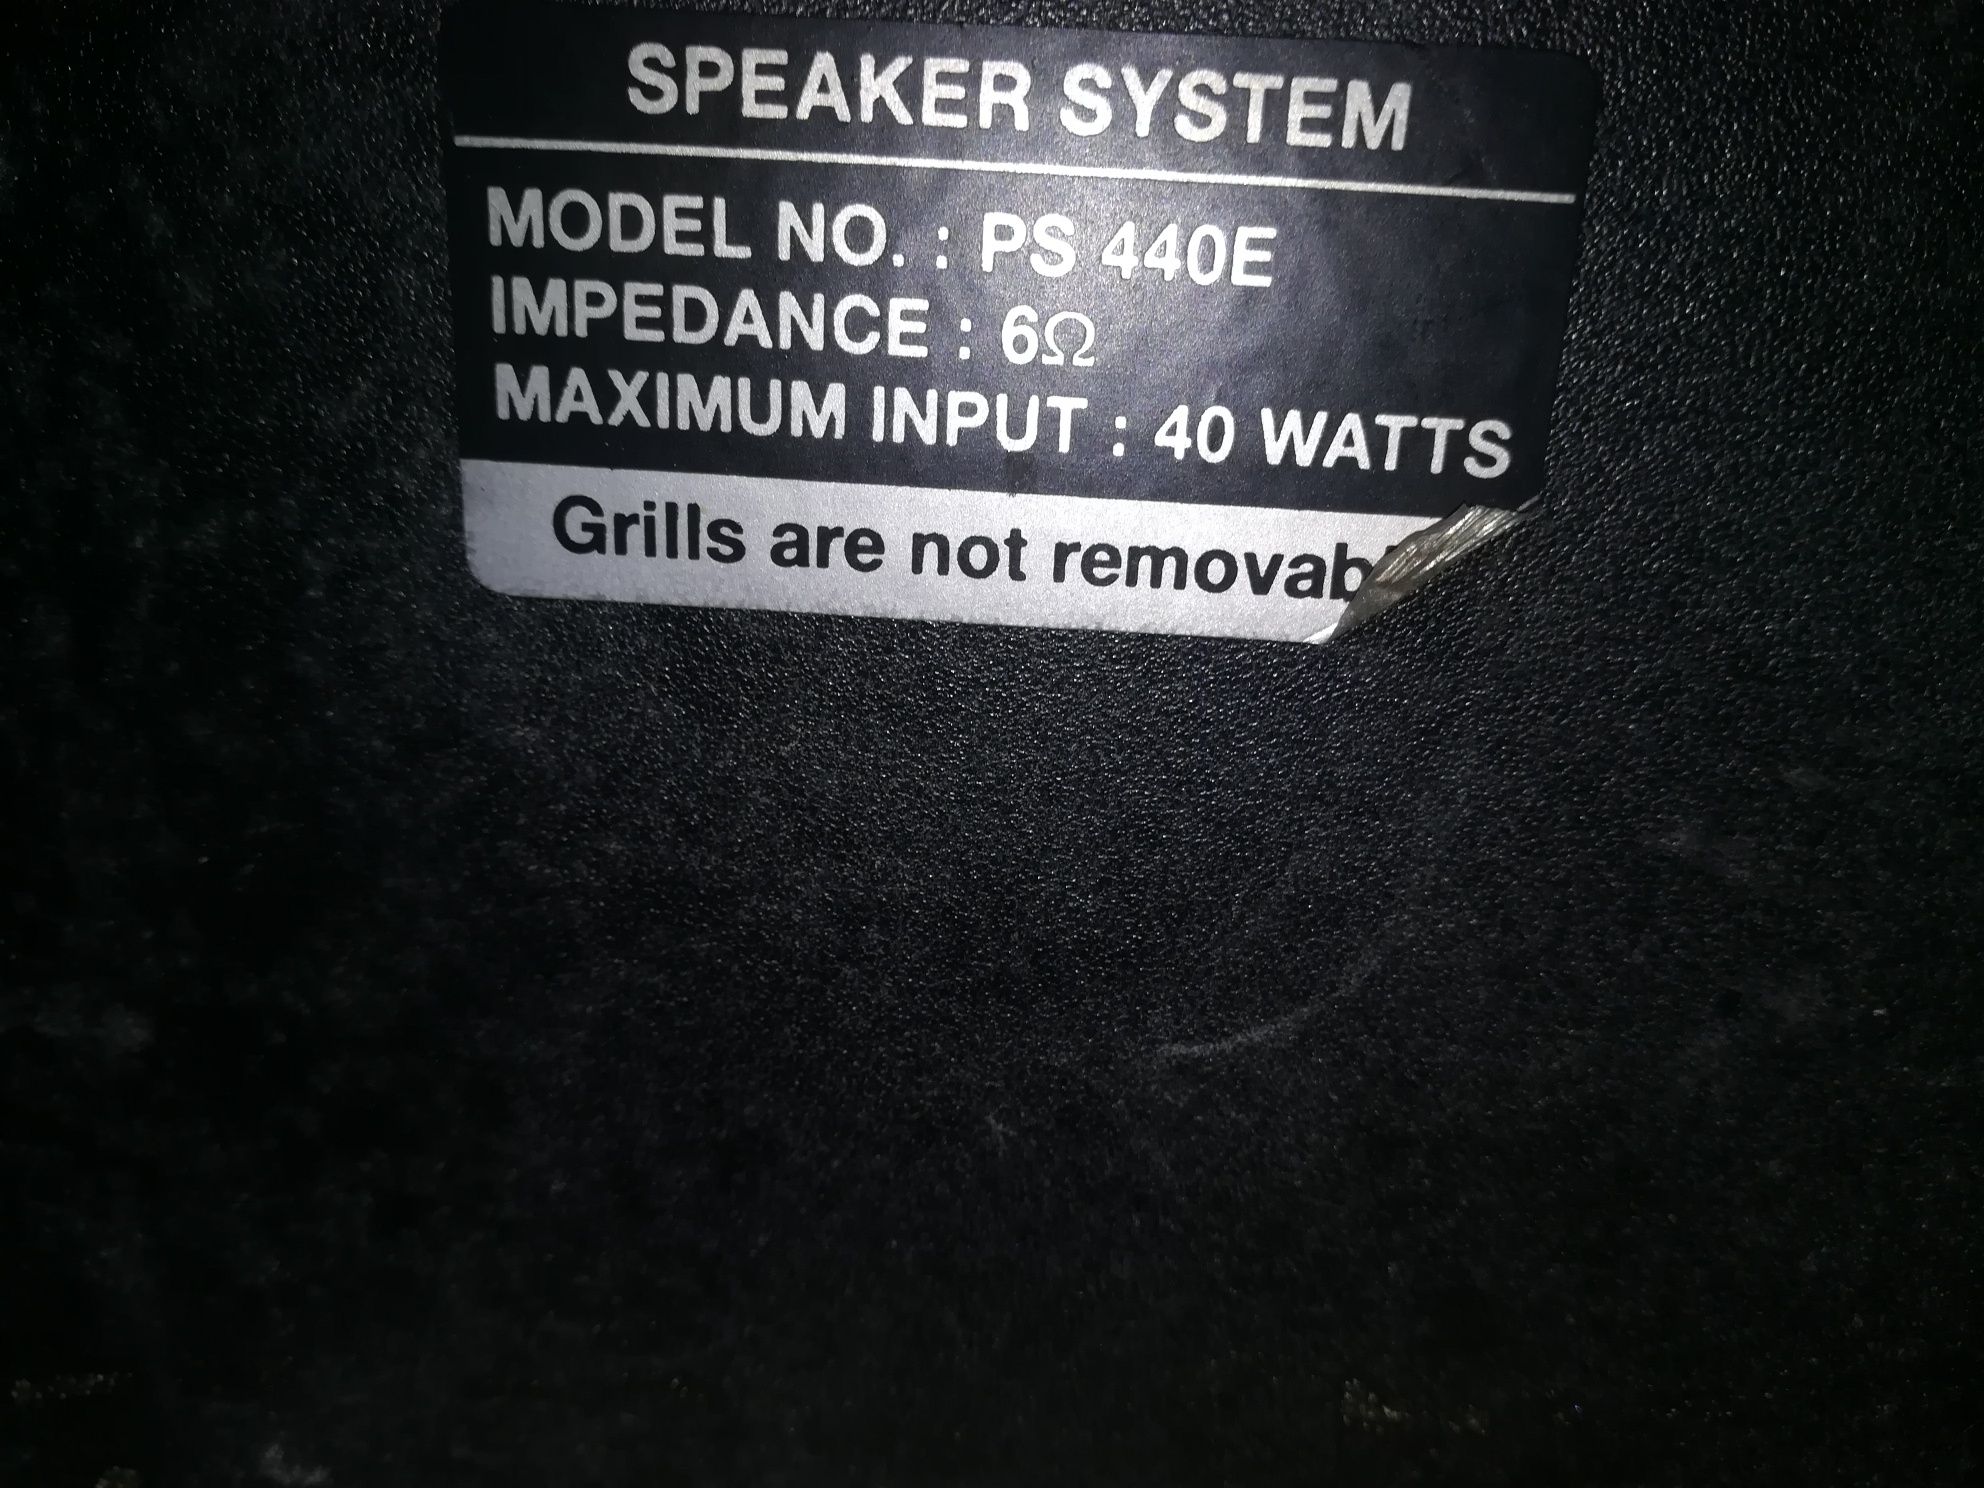 SPEAKER SYSTEM
MODEL NO. : PS 440E
IMPEDANCE : 6Ω
MAXIMUM INPUT : 40 WATTS
Grills are not removab